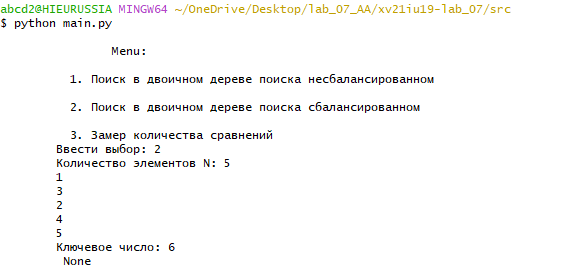 abcd2@HIEURUSSIA MINGW64 ~/OneDrive/Desktop/lab_07_AA/xv21iu19-lab_07/src
$ python main.py
Menu:
1. Поиск в двоичном дереве поиска несбалансированном
2. Поиск в двоичном дереве поиска сбалансированном
3. Замер количества сравнений
Ввести выбор: 2
Количество элементов N: 5
1
3
2
4
5
Ключевое число: 6
None